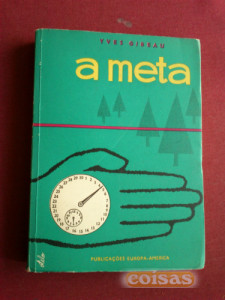 YVES GIBEAU
a meta
PUBLICAÇÕES EUROPA-AMÉRICA
coisas